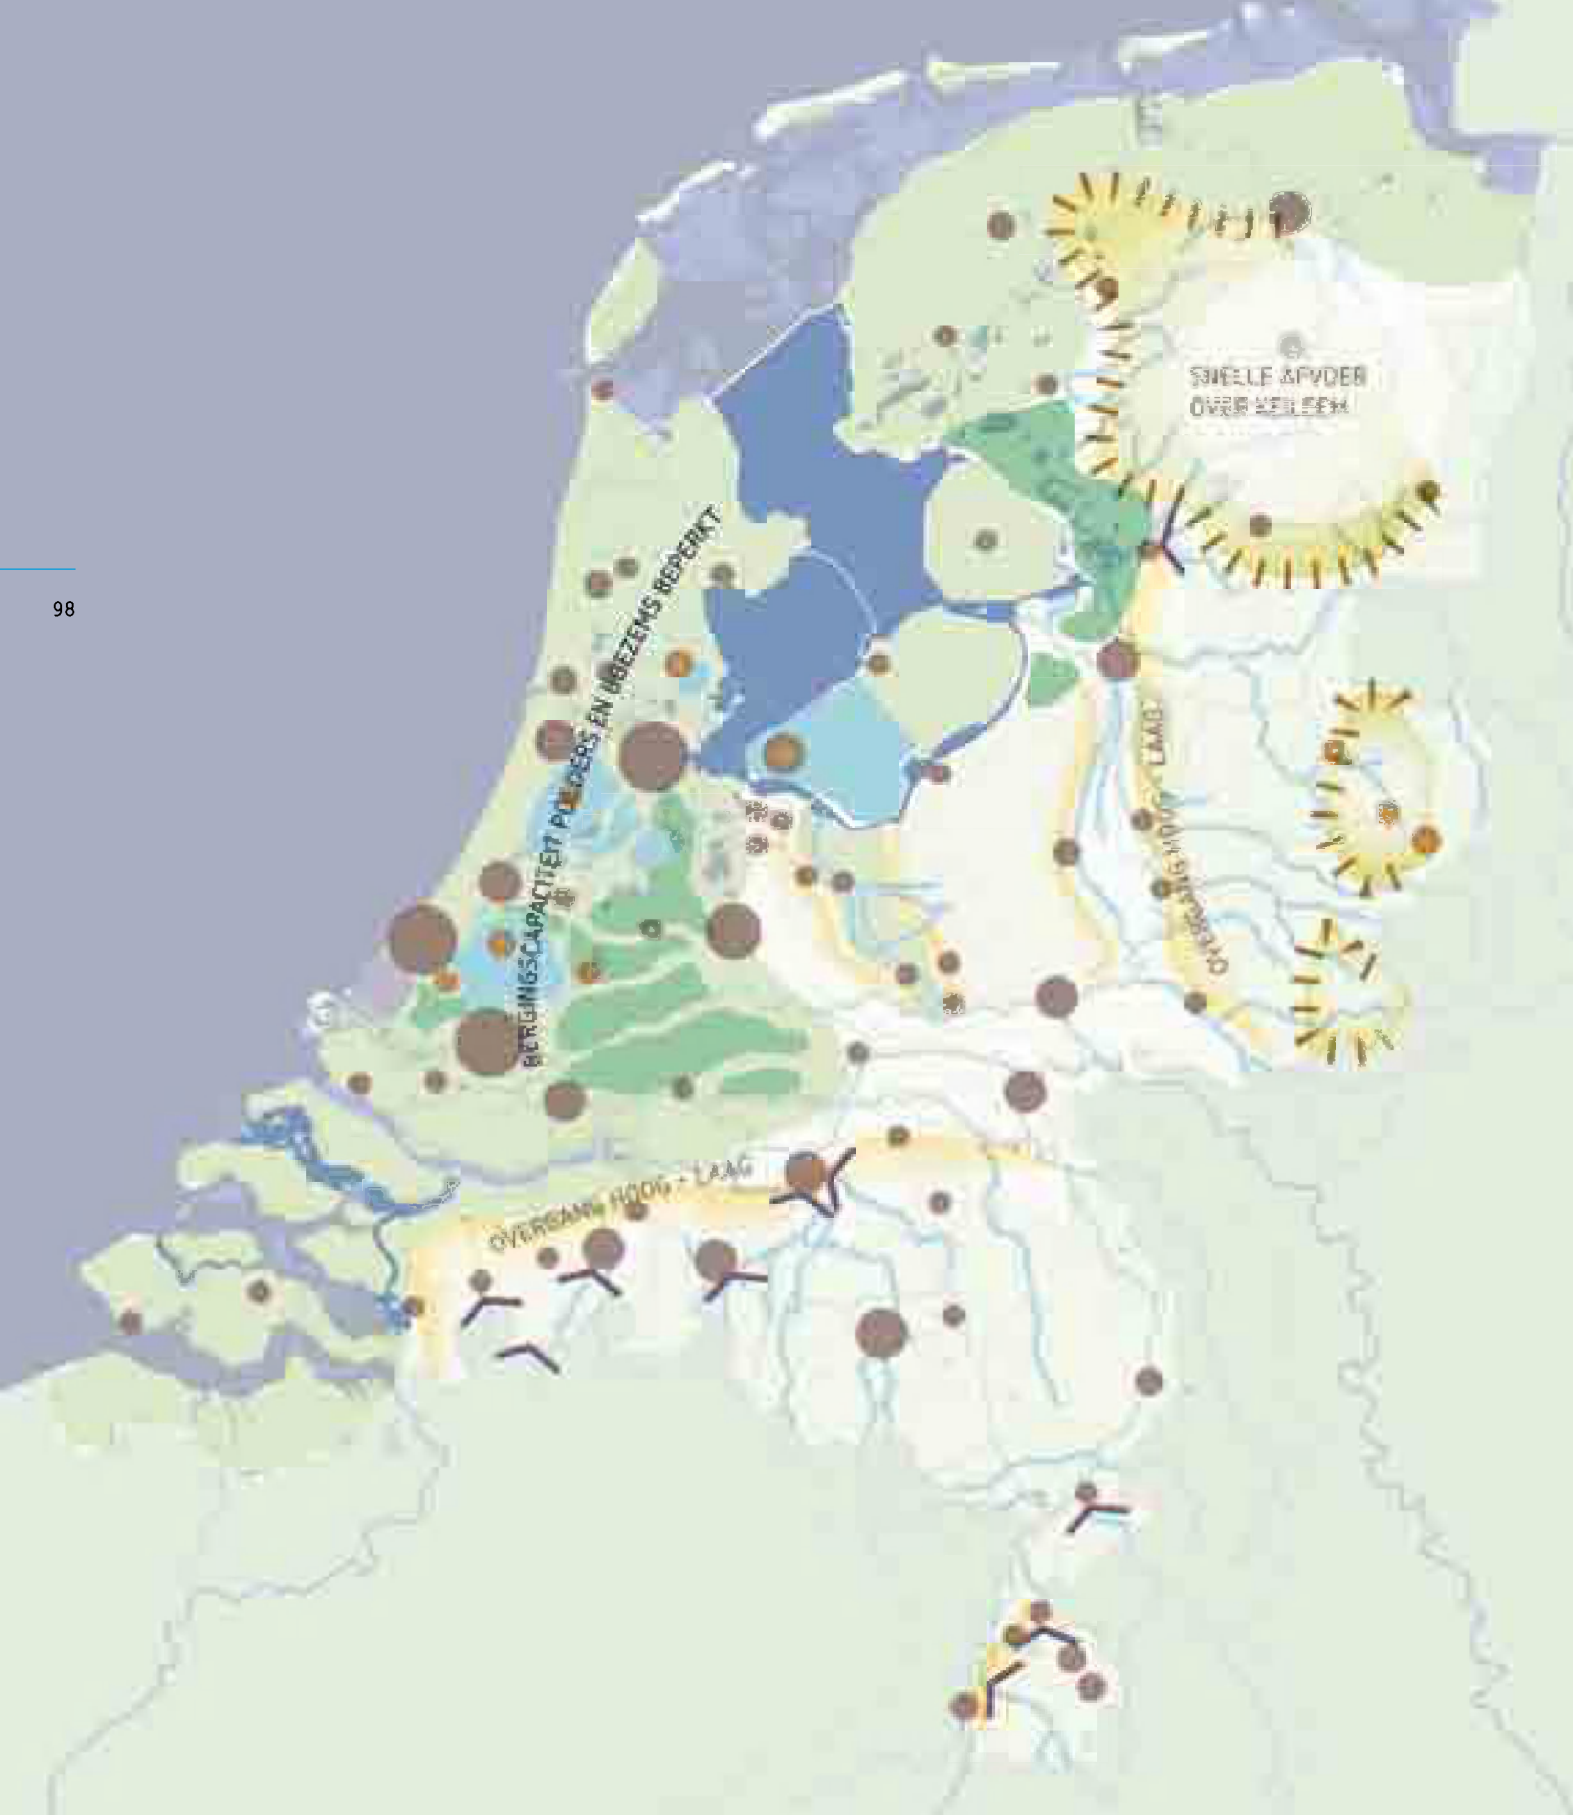 SNELLE AFVOER
OVER KEILEEM
BERGINGSCAPACITEIT POLDERS EN BOEZEMS BEPERKT
98
OVERGANG HOOG - LAAG
OVERGANG HOOG - LAAG